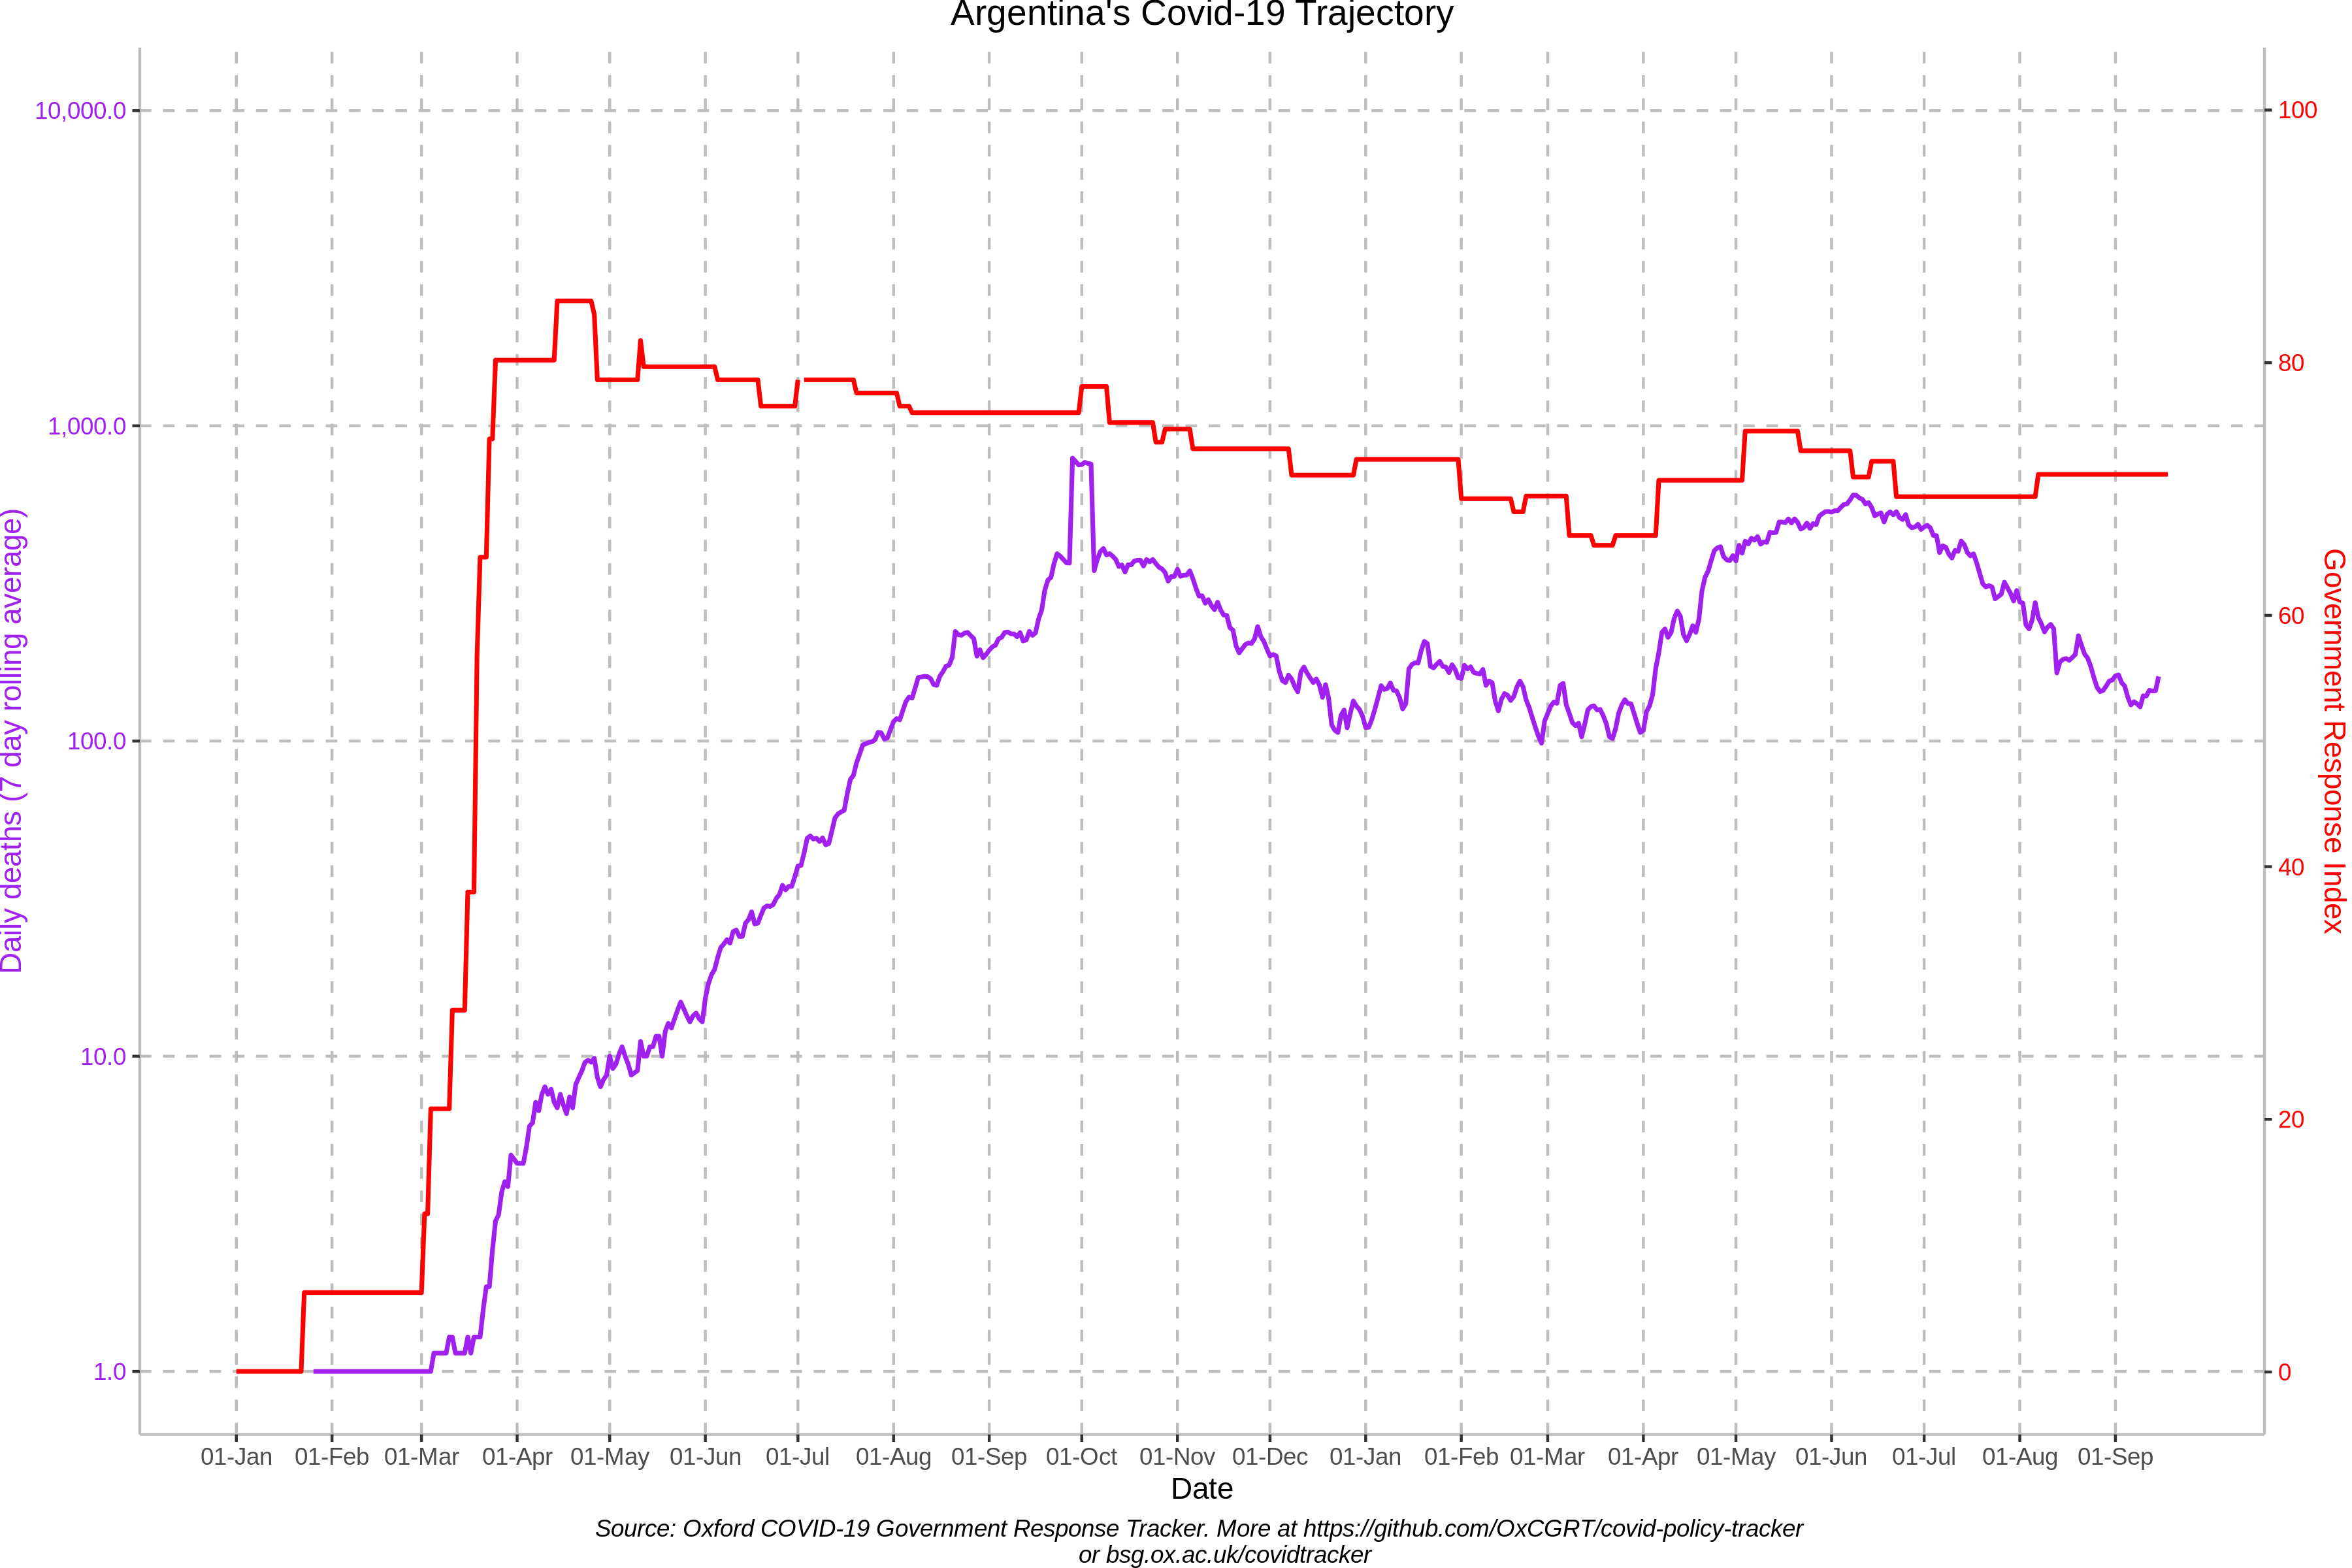 Argentina's Covid-19 Trajectory
10,000.0
1,000.0
100.0
10.0
1.0
Daily deaths (7 day rolling average)
100
80
60
40
20
0
Government Response Index
01-Jan 01-Feb 01-Mar 01-Apr 01-May 01-Jun 01-Jul 01-Aug 01-Sep 01-Oct 01-Nov 01-Dec 01-Jan 01-Feb 01-Mar 01-Apr 01-May 01-Jun 01-Jul 01-Aug 01-Sep
Date
Source: Oxford COVID-19 Government Response Tracker. More at https://github.com/OxCGRT/covid-policy-tracker
or bsg.ox.ac.uk/covidtracker